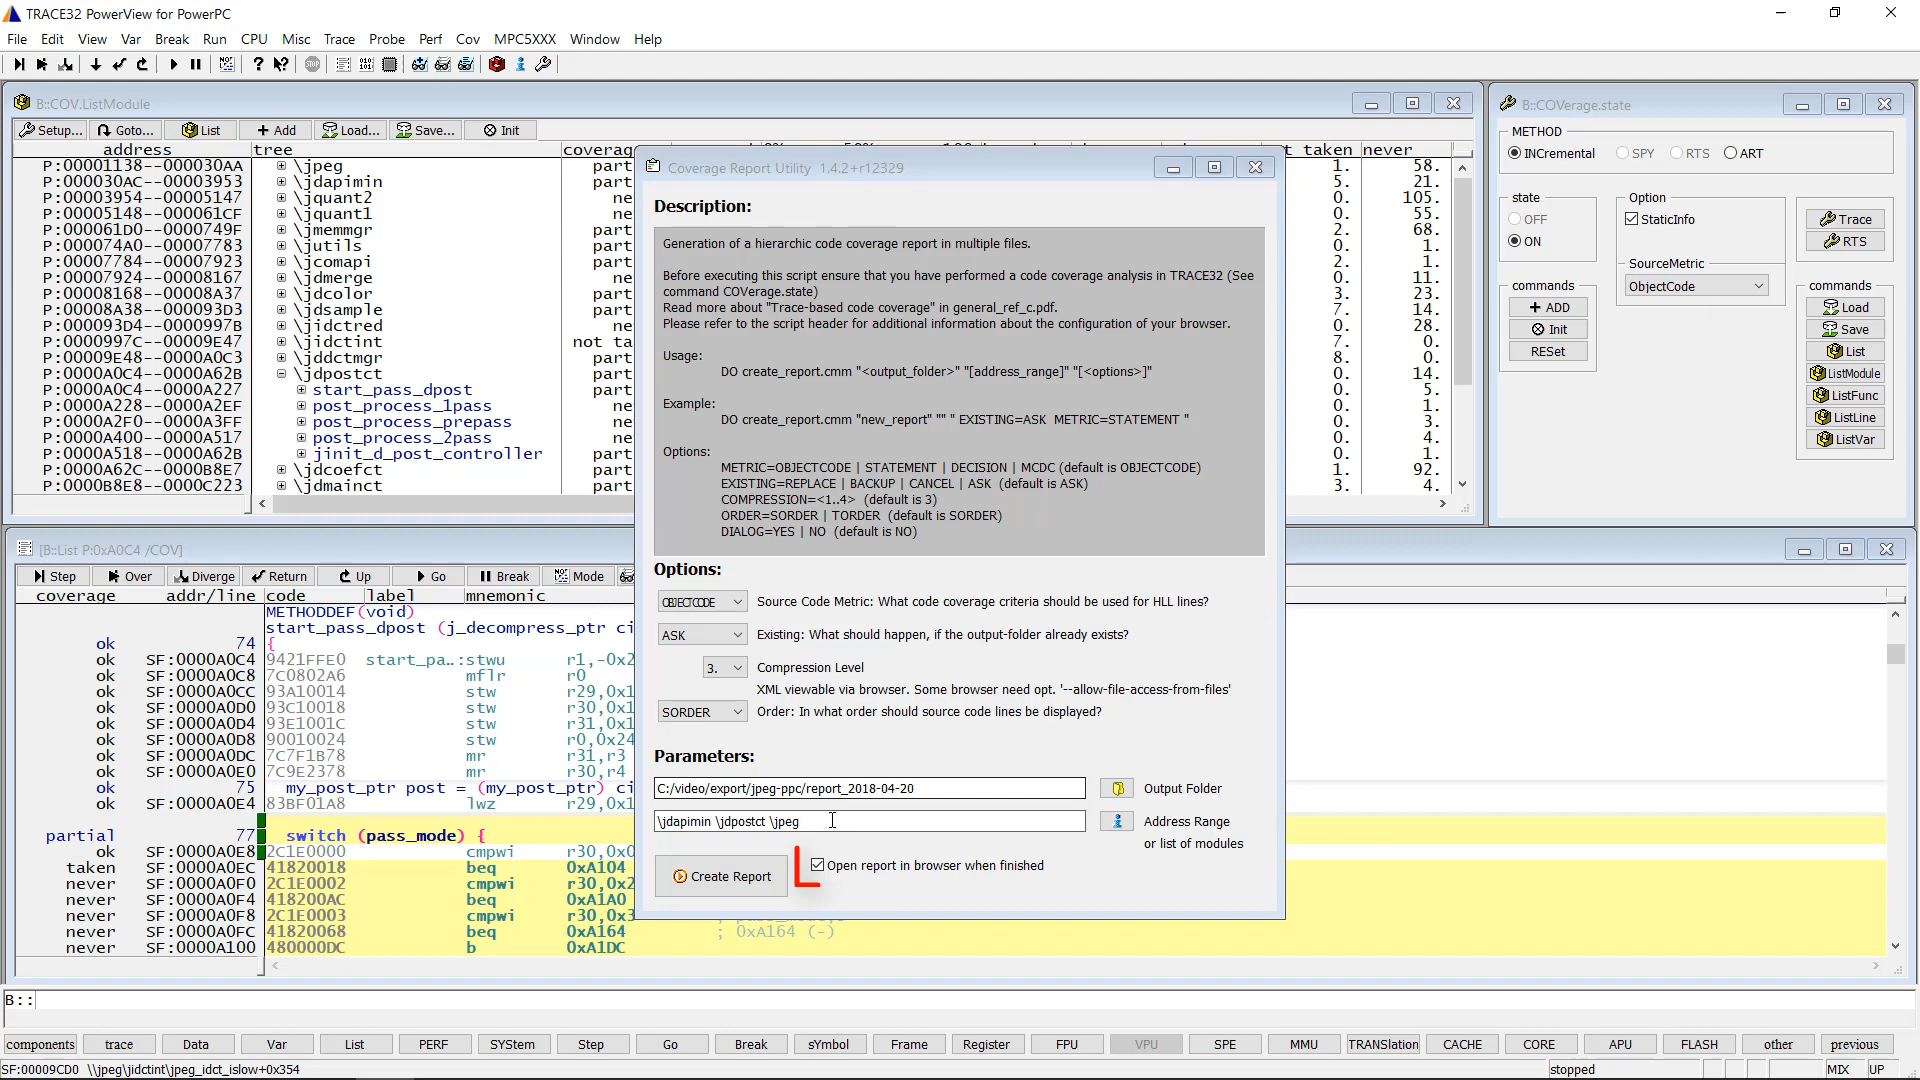 TRACE32 PowerView for PowerPC
File Edit View Var Break Run CPU Misc Trace Probe Perf Cov MPC5XXX Window Help
B::COV.ListModule
Setup... Goto... List Add Load... Save... Init
address tree coverag
P:00001138--000030AA \jpeg part 1. 58.
P:000030AC--00003953 \jdapimin part 5. 21.
P:00003954--00005147 \jquant2 ne 0. 105.
P:00005148--000061CF \jquant1 ne 0. 55.
P:000061D0--0000749F \jmemmgr part 2. 68.
P:000074A0--00007783 \jutils ne 0. 1.
P:00007784--00007923 \jcomapi part 2. 1.
P:00007924--00008167 \jdmerge ne 0. 11.
P:00008168--00008A37 \jdcolor part 3. 23.
P:00008A38--000093D3 \jdsample part 7. 14.
P:000093D4--0000997B \jidctred ne 0. 28.
P:0000997C--00009E47 \jidctint not ta 7. 0.
P:00009E48--0000A0C3 \jddctmgr part 8. 0.
P:0000A0C4--0000A62B \jdpostct part 0. 14.
P:0000A0C4--0000A227 start_pass_dpost part 0. 5.
P:0000A228--0000A2EF post_process_1pass ne 0. 1.
P:0000A2F0--0000A3FF post_process_prepass ne 0. 3.
P:0000A400--0000A517 post_process_2pass ne 0. 4.
P:0000A518--0000A62B jinit_d_post_controller part 0. 1.
P:0000A62C--0000B8E7 \jdcoefct part 1. 92.
P:0000B8E8--0000C223 \jdmainct part 3. 4.
t taken never
B::COVerage.state
METHOD
INCremental SPY RTS ART
state
OFF
ON
Option
StaticInfo
Trace
RTS
SourceMetric
ObjectCode
commands
ADD
Init
RESet
commands
Load
Save
List
ListModule
ListFunc
ListLine
ListVar
Coverage Report Utility 1.4.2+r12329
Description:
Generation of a hierarchic code coverage report in multiple files.
Before executing this script ensure that you have performed a code coverage analysis in TRACE32 (See
command COVerage.state)
Read more about "Trace-based code coverage" in general_ref_c.pdf.
Please refer to the script header for additional information about the configuration of your browser.
Usage:
DO create_report.cmm "<output_folder>" "[address_range]" "[<options>]"
Example:
DO create_report.cmm "new_report" "" " EXISTING=ASK METRIC=STATEMENT "
Options:
METRIC=OBJECTCODE | STATEMENT | DECISION | MCDC (default is OBJECTCODE)
EXISTING=REPLACE | BACKUP | CANCEL | ASK (default is ASK)
COMPRESSION=<1..4> (default is 3)
ORDER=SORDER | TORDER (default is SORDER)
DIALOG=YES | NO (default is NO)
Options:
OBJECTCODE Source Code Metric: What code coverage criteria should be used for HLL lines?
ASK Existing: What should happen, if the output-folder already exists?
3. Compression Level
XML viewable via browser. Some browser need opt. '--allow-file-access-from-files'
SORDER Order: In what order should source code lines be displayed?
Parameters:
C:/video/export/jpeg-ppc/report_2018-04-20 Output Folder
\jdapimin \jdpostct \jpeg Address Range
or list of modules
Create Report Open report in browser when finished
[B::List P:0xA0C4 /COV]
Step Over Diverge Return Up Go Break Mode
coverage addr/line code label mnemonic
METHODDEF(void)
start_pass_dpost (j_decompress_ptr ci
ok 74 {
ok SF:0000A0C4 9421FFE0 start_pa..:stwu r1,-0x2
ok SF:0000A0C8 7C0802A6 mflr r0
ok SF:0000A0CC 93A10014 stw r29,0x1
ok SF:0000A0D0 93C10018 stw r30,0x1
ok SF:0000A0D4 93E1001C stw r31,0x1
ok SF:0000A0D8 90010024 stw r0,0x24
ok SF:0000A0DC 7C7F1B78 mr r31,r3
ok SF:0000A0E0 7C9E2378 mr r30,r4
ok 75 my_post_ptr post = (my_post_ptr) ci
ok SF:0000A0E4 83BF01A8 lwz r29,0x1
partial 77 switch (pass_mode) {
ok SF:0000A0E8 2C1E0000 cmpwi r30,0x0
taken SF:0000A0EC 41820018 beq 0xA104
never SF:0000A0F0 2C1E0002 cmpwi r30,0x2
never SF:0000A0F4 418200AC beq 0xA1A0
never SF:0000A0F8 2C1E0003 cmpwi r30,0x3
never SF:0000A0FC 41820068 beq 0xA164 ; 0xA164 (-)
never SF:0000A100 480000DC b 0xA1DC
B::
components trace Data Var List PERF SYStem Step Go Break sYmbol Frame Register FPU VPU SPE MMU TRANSlation CACHE CORE APU FLASH other previous
SF:00009CD0 \\jpeg\jidctint\jpeg_idct_islow+0x354 stopped MIX UP